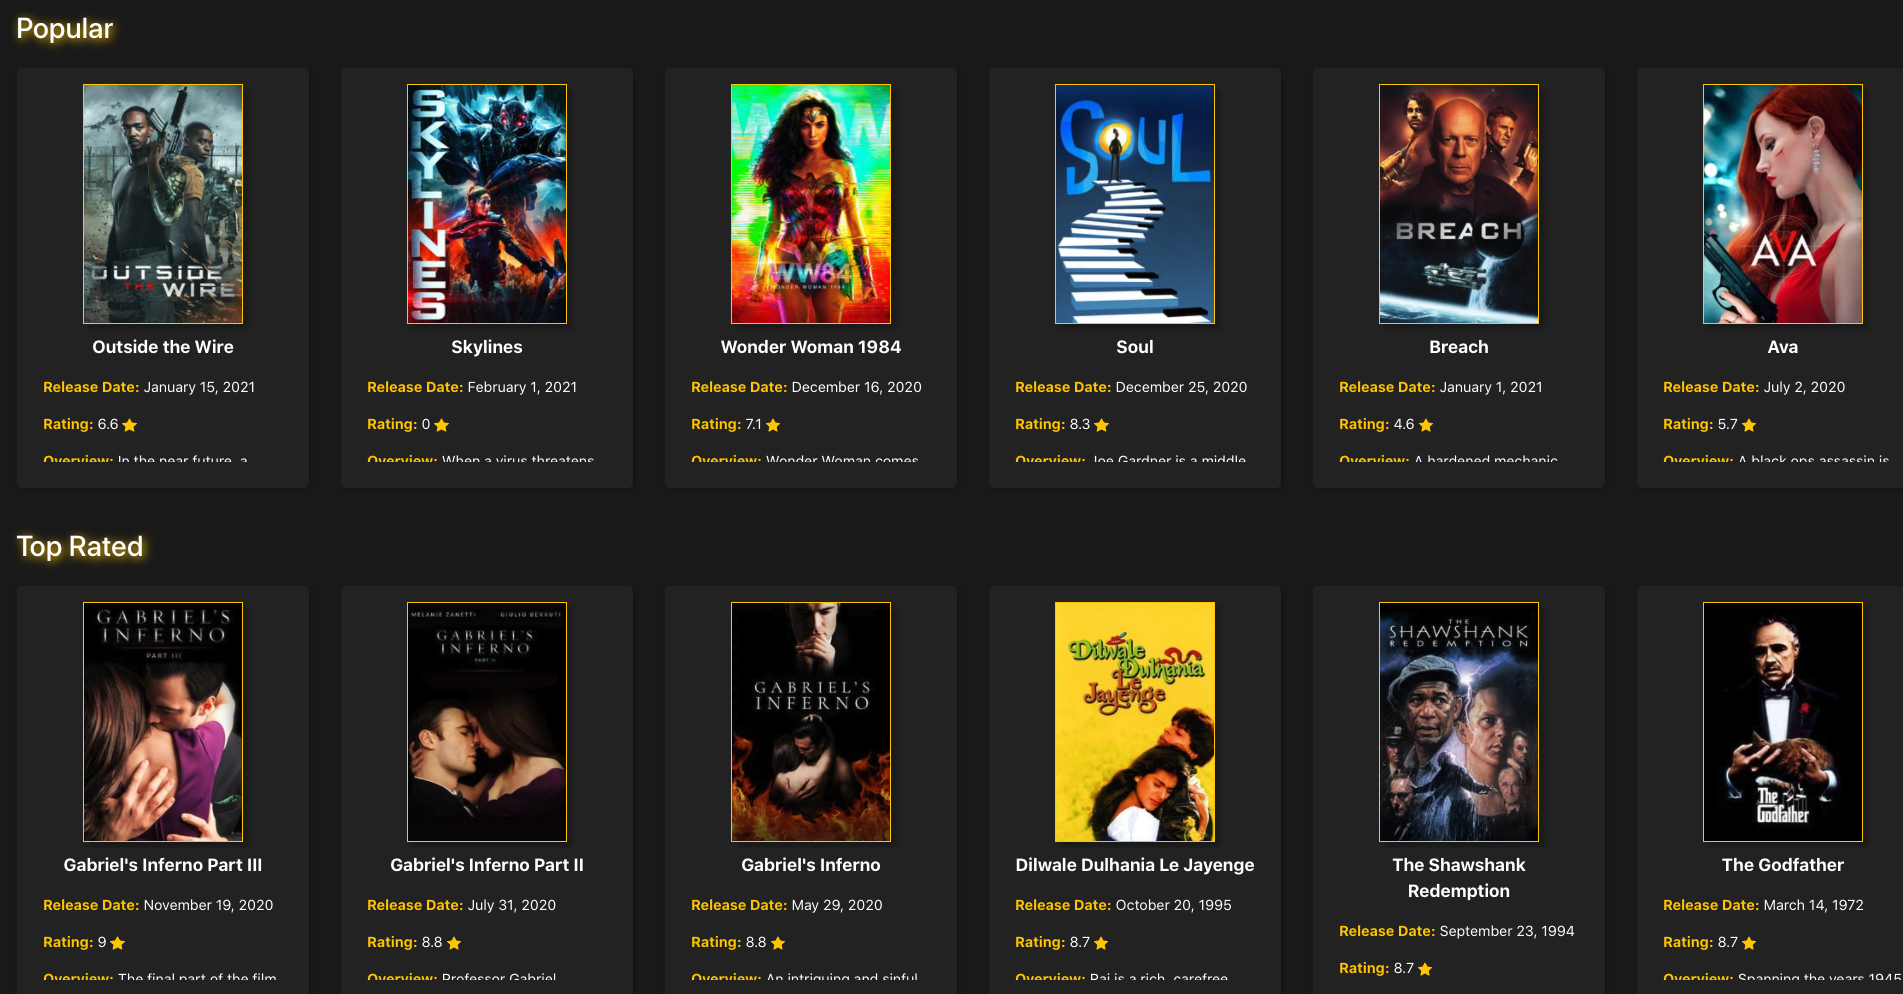 Popular
SKYLINES
WW84
WONDER WOMAN 1984
SOUL
BREACH
AVA
OUTSIDE
THE WIRE
Outside the Wire
Skylines
Wonder Woman 1984
Soul
Breach
Ava
Release Date: January 15, 2021
Release Date: February 1, 2021
Release Date: December 16, 2020
Release Date: December 25, 2020
Release Date: January 1, 2021
Release Date: July 2, 2020
Rating: 6.6
Rating: 0
Rating: 7.1
Rating: 8.3
Rating: 4.6
Rating: 5.7
Overview: In the near future, a
Overview: When a virus threatens
Overview: Wonder Woman comes
Overview: Joe Gardner is a middle
Overview: A hardened mechanic
Overview: A black ops assassin is
Top Rated
GABRIEL'S
INFERNO
PART III
MELANIE ZANETTI GIULIO BERRUTI
GABRIEL'S
INFERNO
PART II
GABRIEL'S
INFERNO
Dilwale
Dulhania
Le
Jayenge
THE
SHAWSHANK
REDEMPTION
The
Godfather
Gabriel's Inferno Part III
Gabriel's Inferno Part II
Gabriel's Inferno
Dilwale Dulhania Le Jayenge
The Shawshank
Redemption
The Godfather
Release Date: November 19, 2020
Release Date: July 31, 2020
Release Date: May 29, 2020
Release Date: October 20, 1995
Release Date: September 23, 1994
Release Date: March 14, 1972
Rating: 9
Rating: 8.8
Rating: 8.8
Rating: 8.7
Rating: 8.7
Rating: 8.7
Overview: The final part of the film
Overview: Professor Gabriel
Overview: An intriguing and sinful
Overview: Raj is a rich, carefree
Overview: Spanning the years 1945